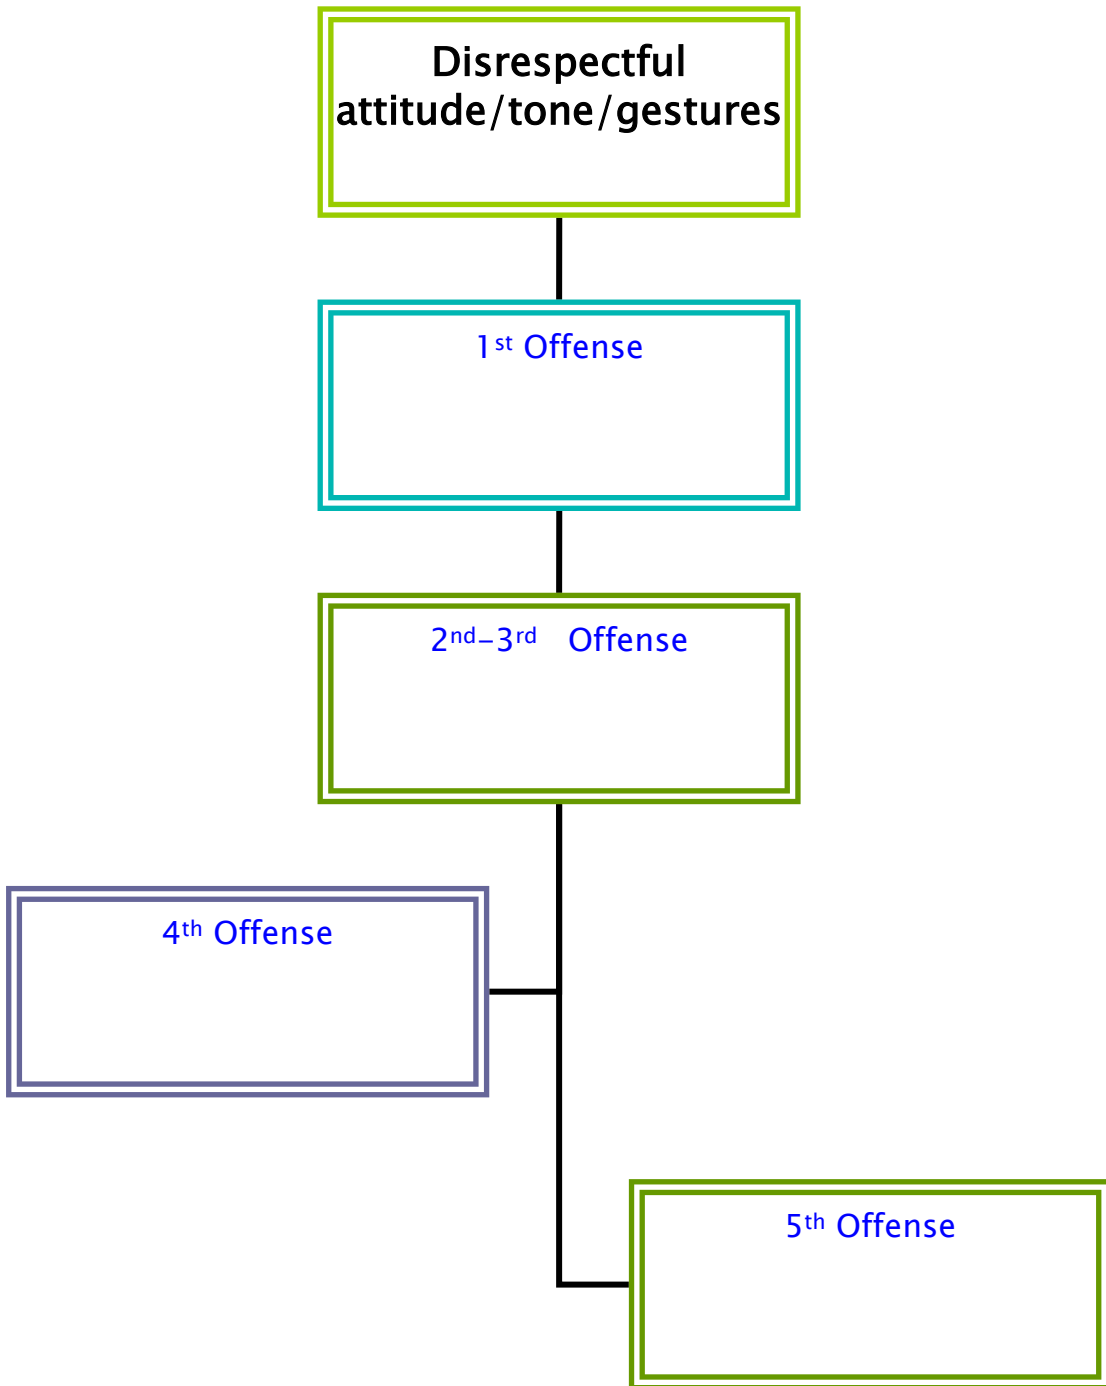 Disrespectful
attitude/tone/gestures
1st Offense
2nd–3rd Offense
4th Offense
5th Offense